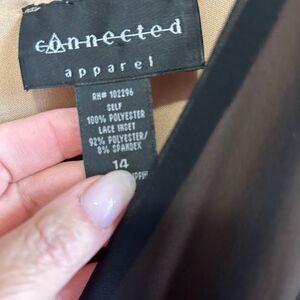 connected
apparel
RN# 102296
SELF
100% POLYESTER
LACE INSET
92% POLYESTER/
8% SPANDEX
14